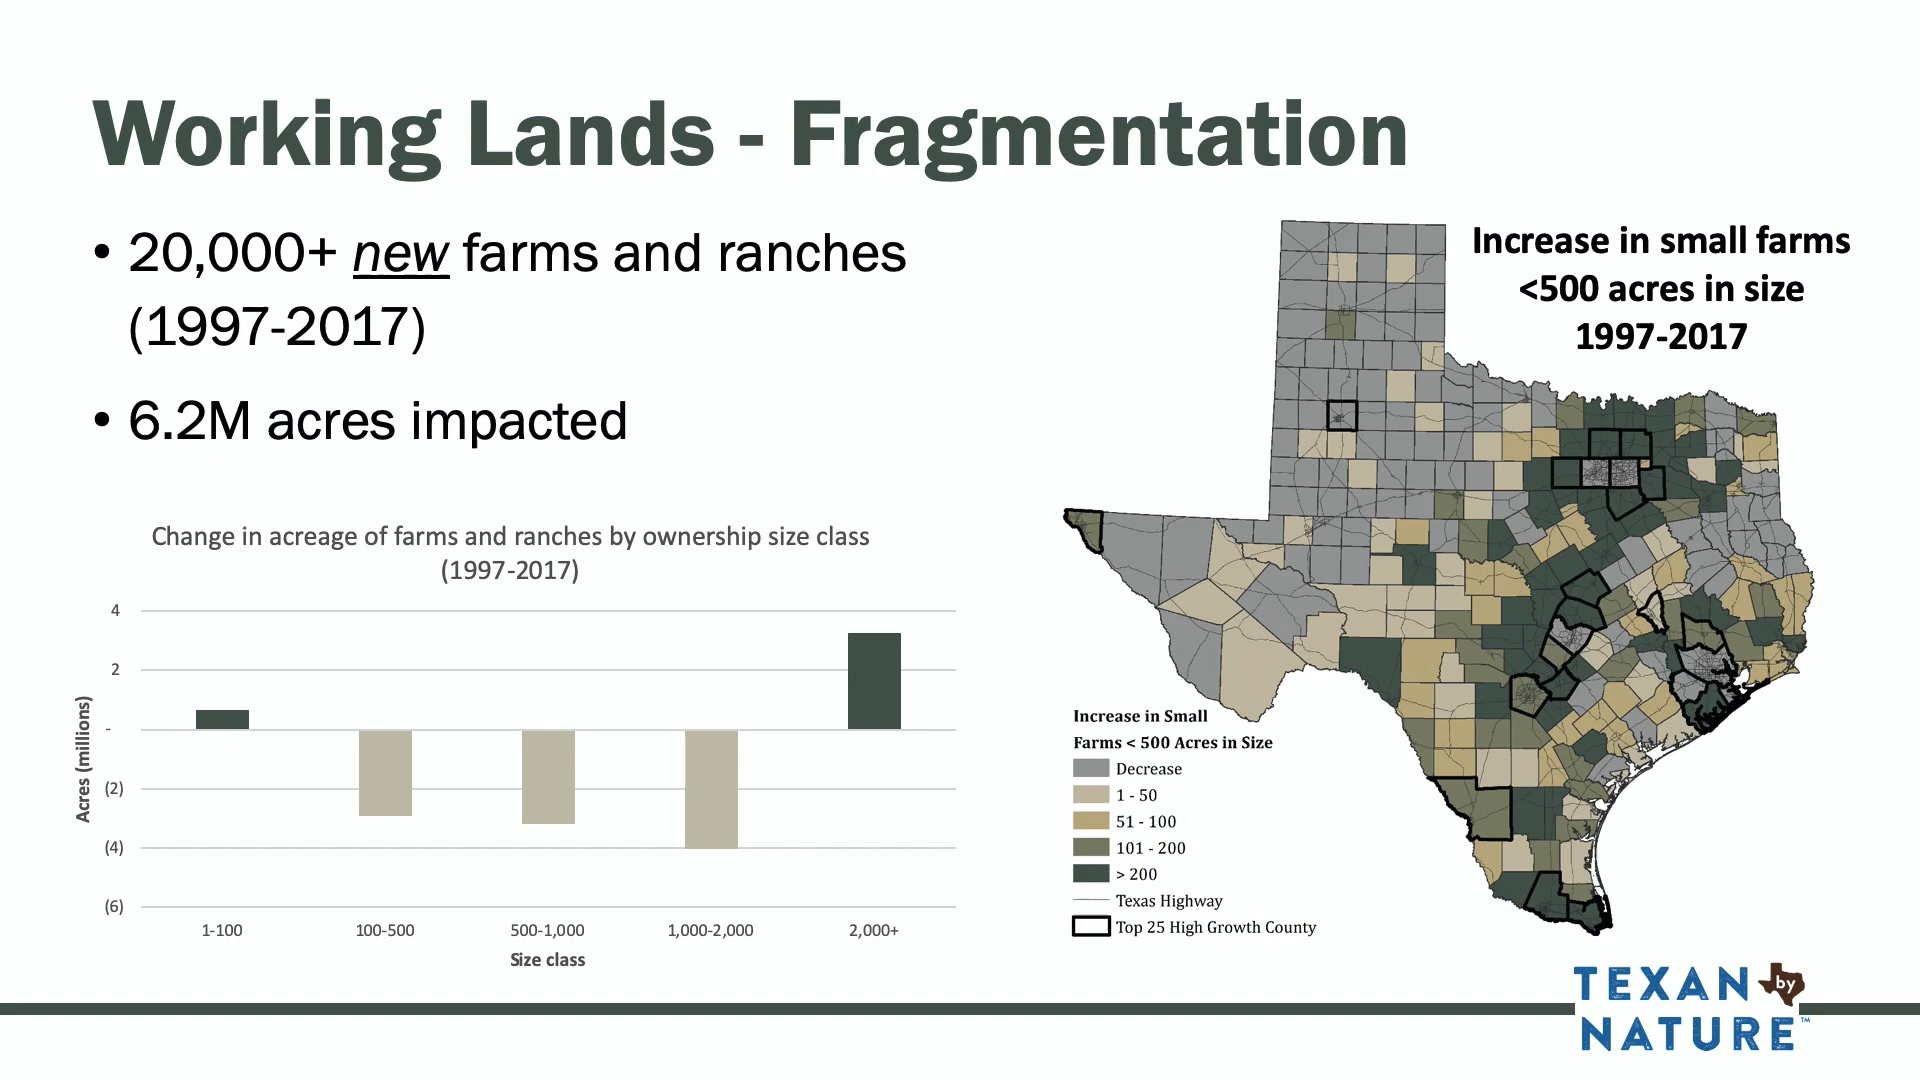 Working Lands - Fragmentation
• 20,000+ new farms and ranches
(1997-2017)
• 6.2M acres impacted
Change in acreage of farms and ranches by ownership size class
(1997-2017)
Acres (millions)
4
2
-
(2)
(4)
(6)
1-100
100-500
500-1,000
1,000-2,000
2,000+
Size class
Increase in small farms
<500 acres in size
1997-2017
Increase in Small
Farms < 500 Acres in Size
Decrease
1 - 50
51 - 100
101 - 200
> 200
Texas Highway
Top 25 High Growth County
TEXAN by
NATURE™